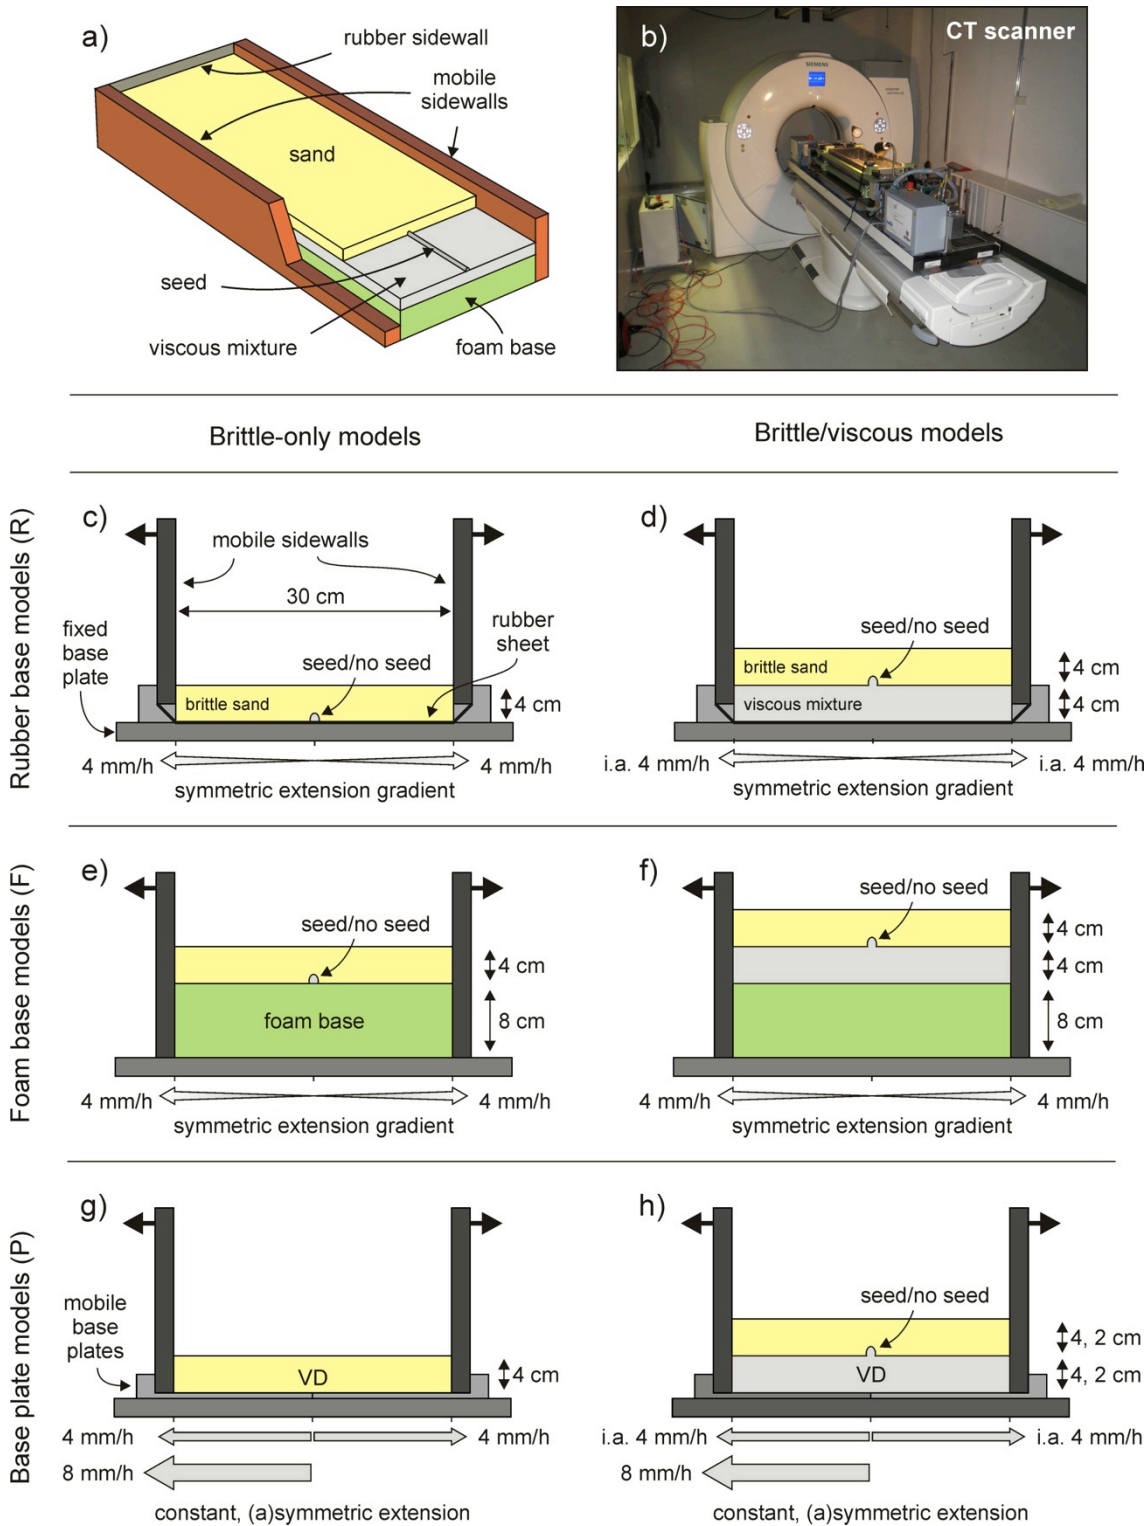 a)
rubber sidewall
mobile
sidewalls
sand
seed
viscous mixture
foam base
b)
CT scanner
SIEMENS
Brittle-only models
Brittle/viscous models
Rubber base models (R)
c)
mobile sidewalls
30 cm
fixed
base
plate
seed/no seed
rubber
sheet
brittle sand
4 cm
4 mm/h
4 mm/h
symmetric extension gradient
d)
seed/no seed
brittle sand
viscous mixture
4 cm
4 cm
i.a. 4 mm/h
i.a. 4 mm/h
symmetric extension gradient
Foam base models (F)
e)
seed/no seed
foam base
4 cm
8 cm
4 mm/h
4 mm/h
symmetric extension gradient
f)
seed/no seed
4 cm
4 cm
8 cm
4 mm/h
4 mm/h
symmetric extension gradient
Base plate models (P)
g)
mobile
base
plates
VD
4 cm
4 mm/h
4 mm/h
8 mm/h
constant, (a)symmetric extension
h)
seed/no seed
VD
4, 2 cm
4, 2 cm
i.a. 4 mm/h
i.a. 4 mm/h
8 mm/h
constant, (a)symmetric extension